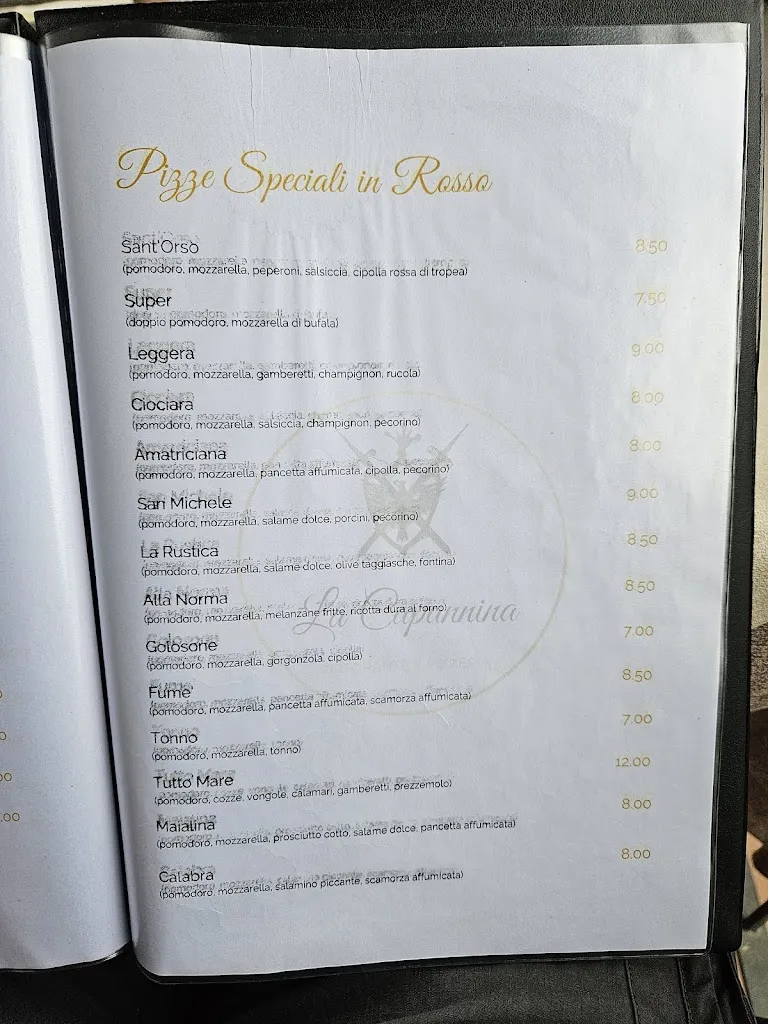 Pizze Speciali in Rosso
Sant'Orso 8.50
(pomodoro, mozzarella, peperoni, salsiccia, cipolla rossa di tropea)
Super 7.50
(doppio pomodoro, mozzarella di bufala)
Leggera 9.00
(pomodoro, mozzarella, gamberetti, champignon, rucola)
Ciociara 8.00
(pomodoro, mozzarella, salsiccia, champignon, pecorino)
Amatriciana 8.00
(pomodoro, mozzarella, pancetta affumicata, cipolla, pecorino)
San Michele 9.00
(pomodoro, mozzarella, salame dolce, porcini, pecorino)
La Rustica 8.50
(pomodoro, mozzarella, salame dolce, olive taggiasche, fontina)
Alla Norma 8.50
(pomodoro, mozzarella, melanzane fritte, ricotta dura al forno)
La Capannina
Golosone 7.00
(pomodoro, mozzarella, gorgonzola, cipolla)
Fume' 8.50
(pomodoro, mozzarella, pancetta affumicata, scamorza affumicata)
Tonno 7.00
(pomodoro, mozzarella, tonno)
Tutto Mare 12.00
(pomodoro, cozze, vongole, calamari, gamberetti, prezzemolo)
Maialina 8.00
(pomodoro, mozzarella, prosciutto cotto, salame dolce, pancetta affumicata)
Calabra 8.00
(pomodoro, mozzarella, salamino piccante, scamorza affumicata)